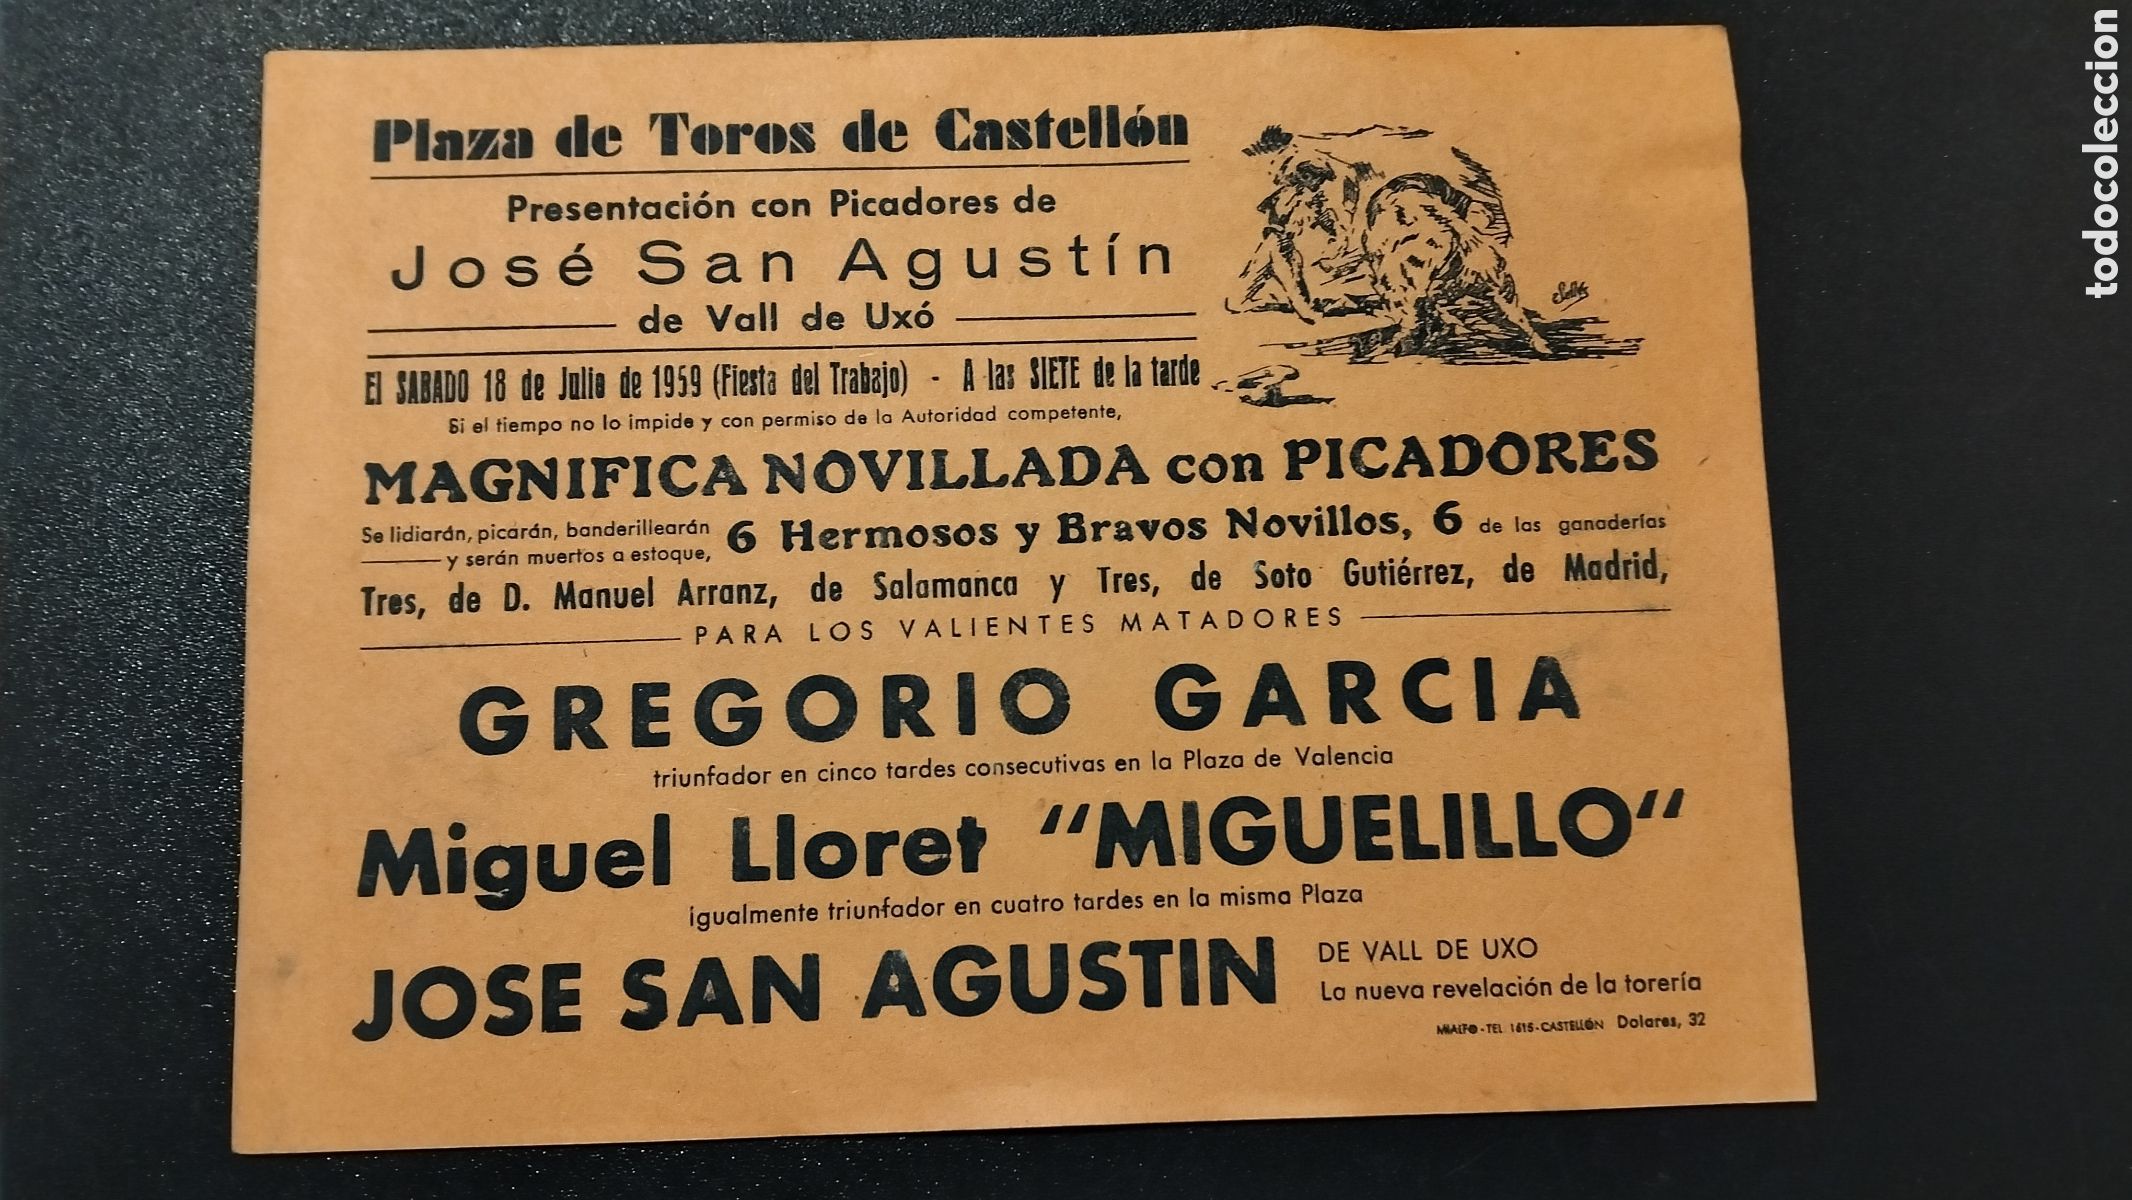 Plaza de Toros de Castellón
Presentación con Picadores de
José San Agustín
de Vall de Uxó
El SABADO 18 de Julio de 1959 (Fiesta del Trabajo) - A las SIETE de la tarde
Si el tiempo no lo impide y con permiso de la Autoridad competente,
MAGNIFICA NOVILLADA con PICADORES
Se lidiarán, picarán, banderillearán
y serán muertos a estoque,
6 Hermosos y Bravos Novillos, 6 de las ganaderías
Tres, de D. Manuel Arranz, de Salamanca y Tres, de Soto Gutiérrez, de Madrid,
PARA LOS VALIENTES MATADORES
GREGORIO GARCIA
triunfador en cinco tardes consecutivas en la Plaza de Valencia
Miguel Lloret "MIGUELILLO"
igualmente triunfador en cuatro tardes en la misma Plaza
JOSE SAN AGUSTIN
DE VALL DE UXO
La nueva revelación de la torería
MIALFO-TEL 1615-CASTELLÓN Dolares, 32
todocoleccion